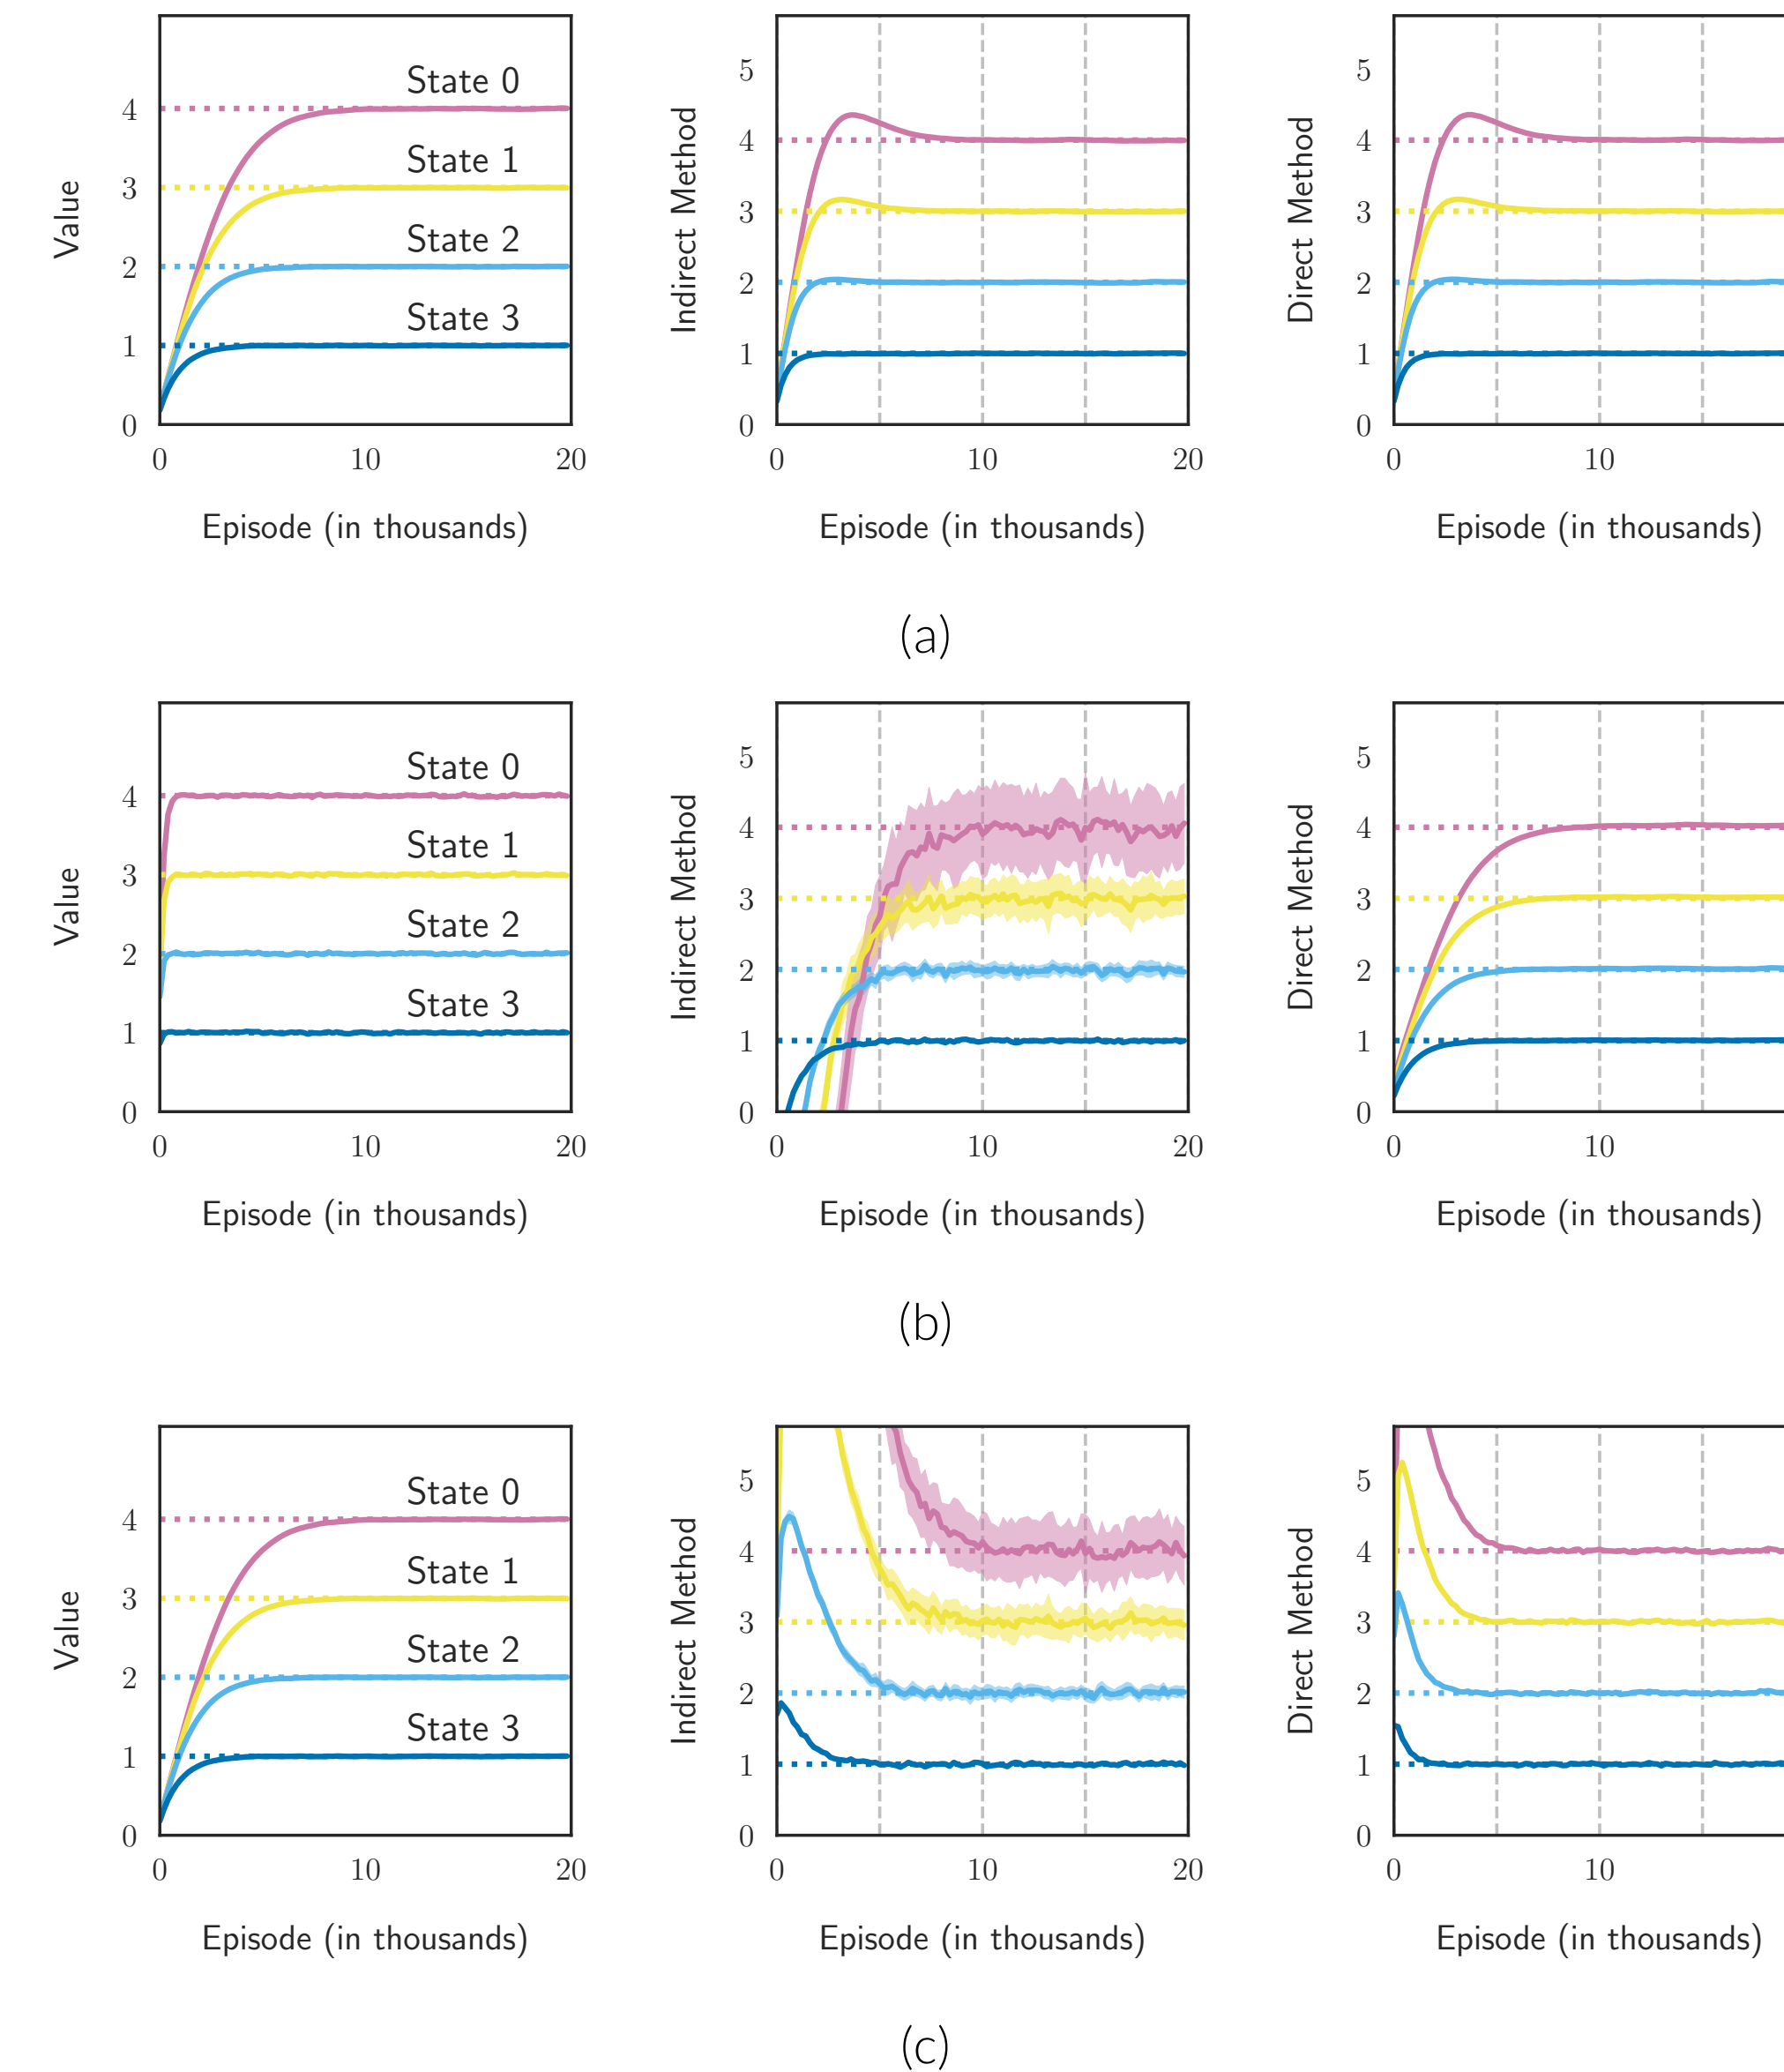 Value
5
4
3
2
1
0
State 0
State 1
State 2
State 3
0 10 20
Episode (in thousands)
Indirect Method
5
4
3
2
1
0
0 10 20
Episode (in thousands)
Direct Method
5
4
3
2
1
0
0 10
Episode (in thousands)
(a)
Value
4
3
2
1
0
State 0
State 1
State 2
State 3
0 10 20
Episode (in thousands)
Indirect Method
5
4
3
2
1
0
0 10 20
Episode (in thousands)
Direct Method
5
4
3
2
1
0
0 10
Episode (in thousands)
(b)
Value
4
3
2
1
0
State 0
State 1
State 2
State 3
0 10 20
Episode (in thousands)
Indirect Method
5
4
3
2
1
0
0 10 20
Episode (in thousands)
Direct Method
5
4
3
2
1
0
0 10
Episode (in thousands)
(c)